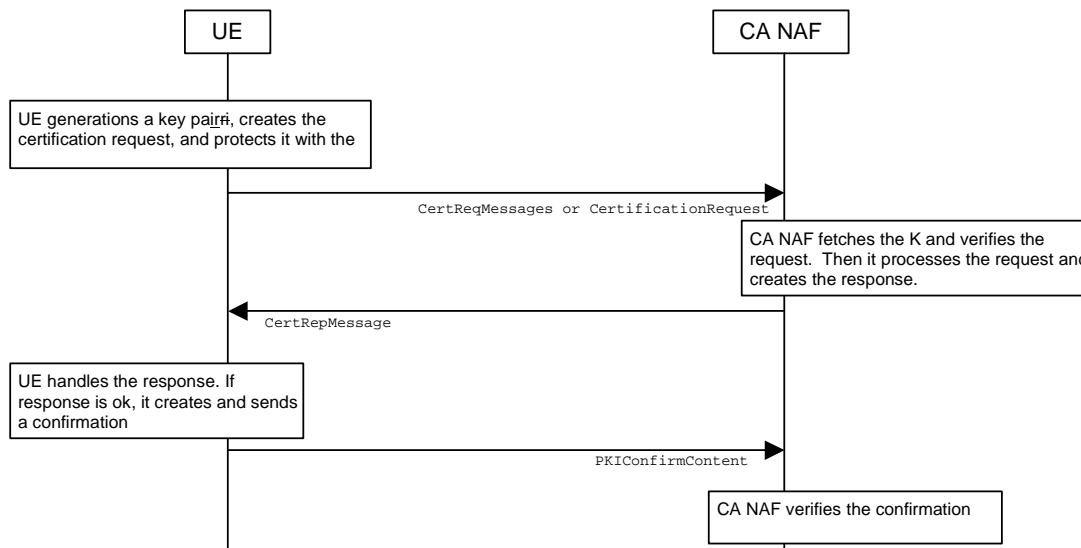 UE
CA NAF
UE generations a key pairri, creates the
certification request, and protects it with the
CertReqMessages or CertificationRequest
CA NAF fetches the K and verifies the
request. Then it processes the request and
creates the response.
CertRepMessage
UE handles the response. If
response is ok, it creates and sends
a confirmation
PKIConfirmContent
CA NAF verifies the confirmation